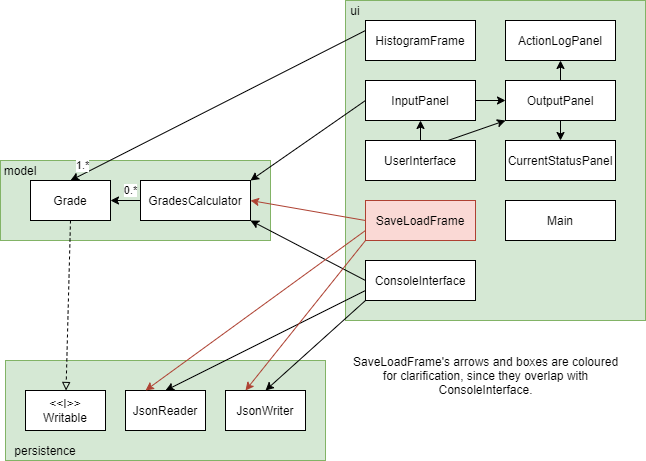 ui
HistogramFrame
ActionLogPanel
InputPanel
OutputPanel
UserInterface
CurrentStatusPanel
1.*
model
0.*
Grade
GradesCalculator
SaveLoadFrame
Main
ConsoleInterface
SaveLoadFrame's arrows and boxes are coloured
for clarification, since they overlap with
ConsoleInterface.
<<I>>
Writable
JsonReader
JsonWriter
persistence